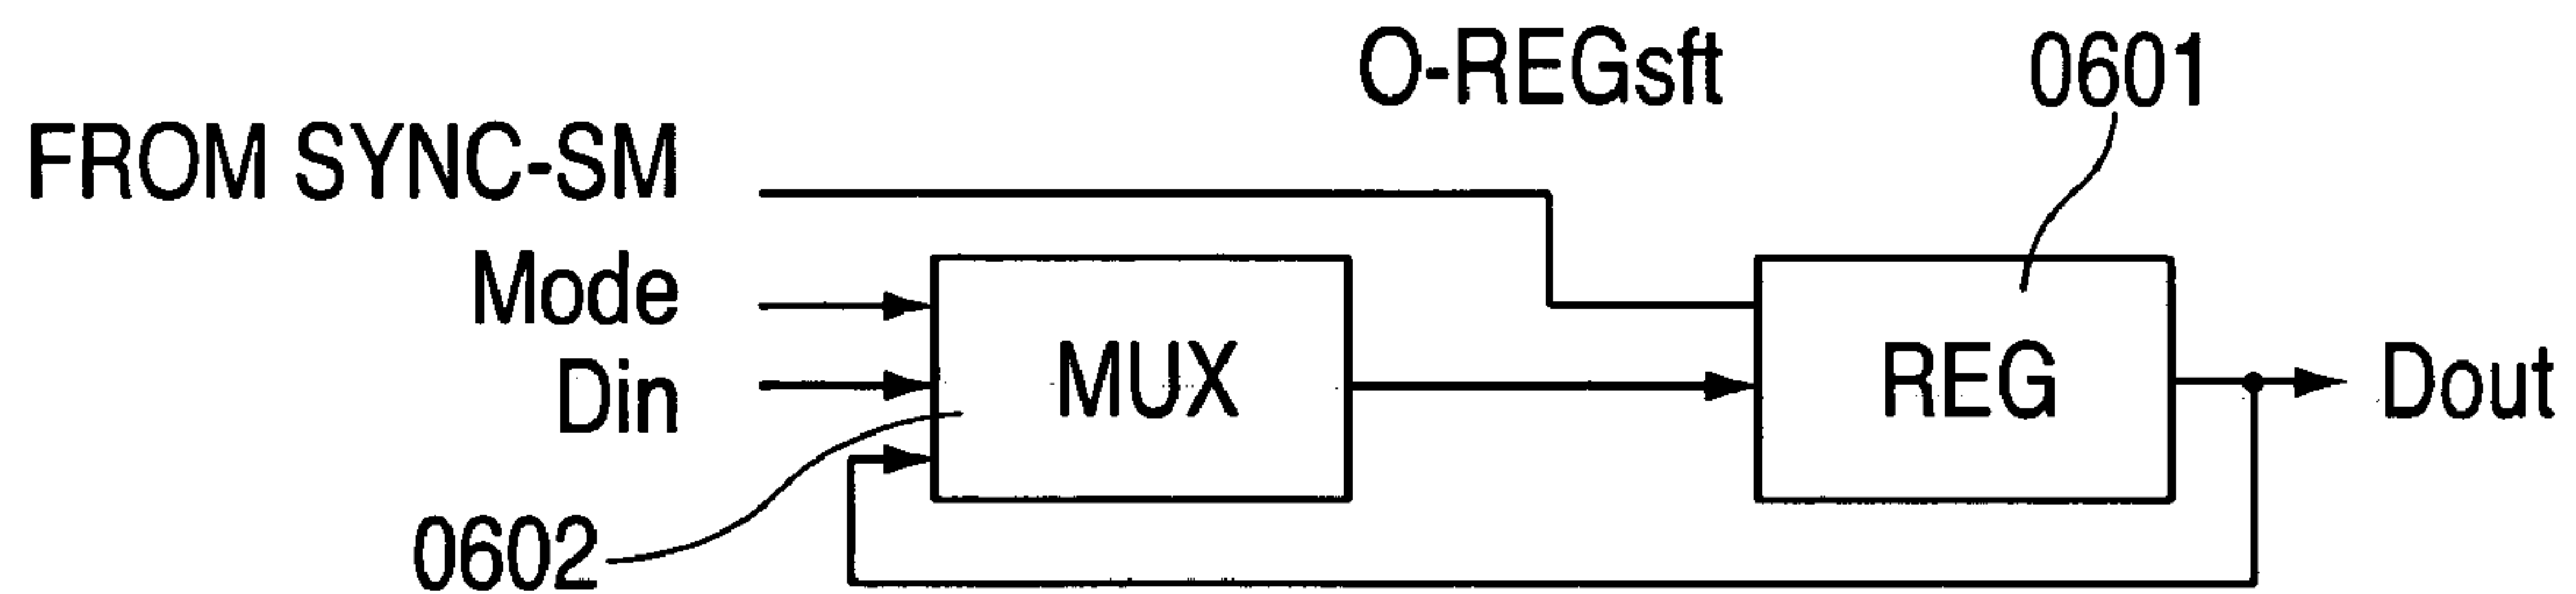 O-REGsft
0601
FROM SYNC-SM
Mode
Din
MUX
REG
Dout
0602